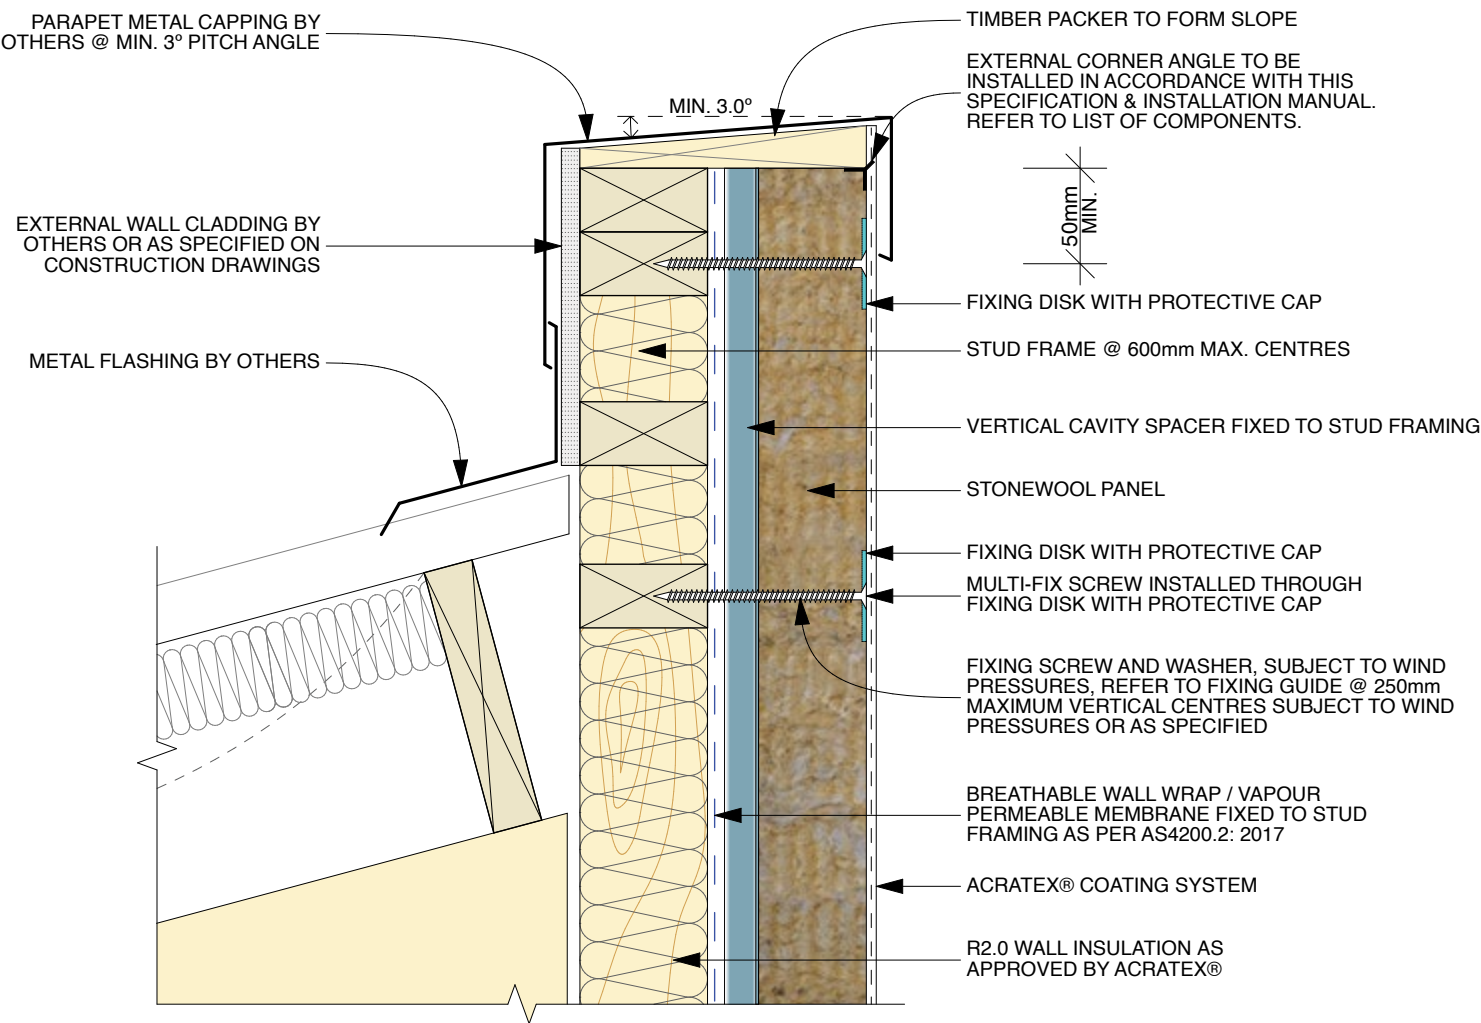 PARAPET METAL CAPPING BY
OTHERS @ MIN. 3º PITCH ANGLE
EXTERNAL WALL CLADDING BY
OTHERS OR AS SPECIFIED ON
CONSTRUCTION DRAWINGS
METAL FLASHING BY OTHERS
MIN. 3.0º
TIMBER PACKER TO FORM SLOPE
EXTERNAL CORNER ANGLE TO BE
INSTALLED IN ACCORDANCE WITH THIS
SPECIFICATION & INSTALLATION MANUAL.
REFER TO LIST OF COMPONENTS.
50mm
MIN.
FIXING DISK WITH PROTECTIVE CAP
STUD FRAME @ 600mm MAX. CENTRES
VERTICAL CAVITY SPACER FIXED TO STUD FRAMING
STONEWOOL PANEL
FIXING DISK WITH PROTECTIVE CAP
MULTI-FIX SCREW INSTALLED THROUGH
FIXING DISK WITH PROTECTIVE CAP
FIXING SCREW AND WASHER, SUBJECT TO WIND
PRESSURES, REFER TO FIXING GUIDE @ 250mm
MAXIMUM VERTICAL CENTRES SUBJECT TO WIND
PRESSURES OR AS SPECIFIED
BREATHABLE WALL WRAP / VAPOUR
PERMEABLE MEMBRANE FIXED TO STUD
FRAMING AS PER AS4200.2: 2017
ACRATEX® COATING SYSTEM
R2.0 WALL INSULATION AS
APPROVED BY ACRATEX®